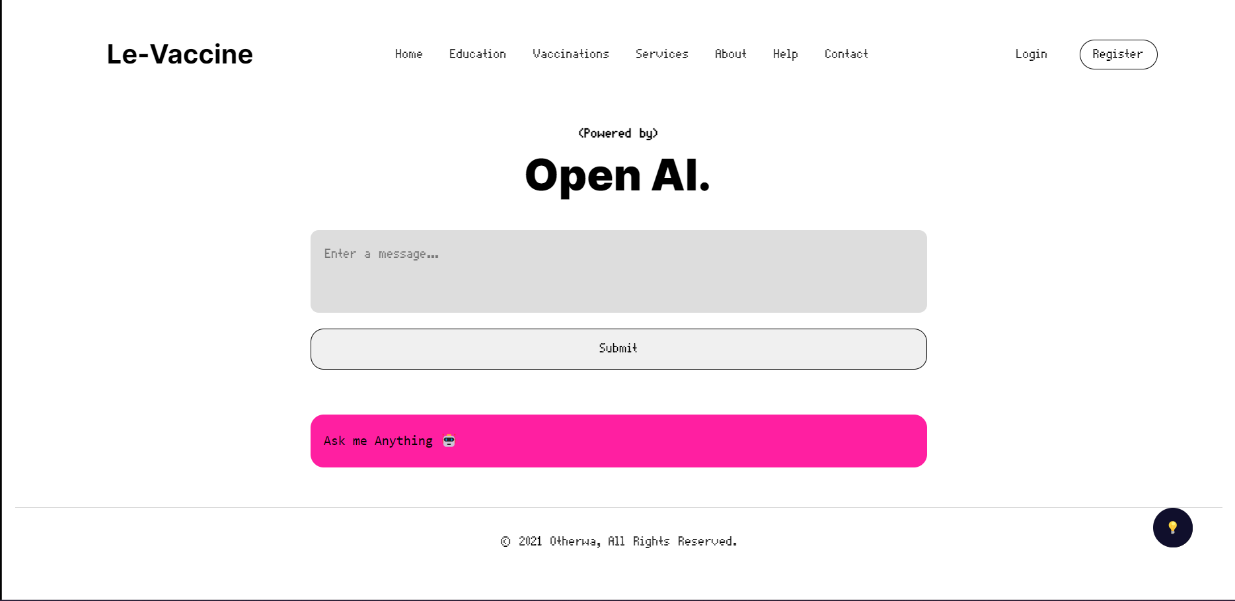 Le-Vaccine
Home Education Vaccinations Services About Help Contact
Login Register
(Powered by)
Open AI.
Enter a message...
Submit
Ask me Anything 🤖
© 2021 Otherwa, All Rights Reserved.